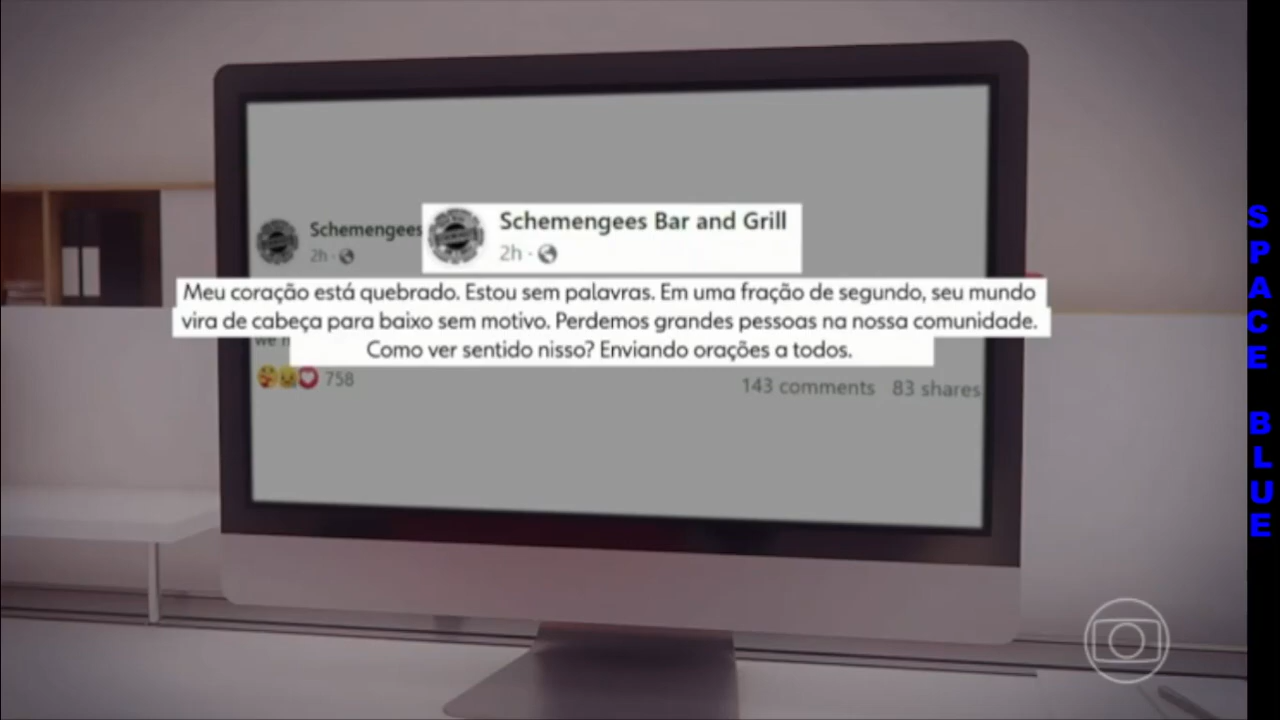 Schemengees
2h
Schemengees Bar and Grill
2h
Meu coração está quebrado. Estou sem palavras. Em uma fração de segundo, seu mundo
vira de cabeça para baixo sem motivo. Perdemos grandes pessoas na nossa comunidade.
Como ver sentido nisso? Enviando orações a todos.
we
758
143 comments 83 shares
SPACE BLUE